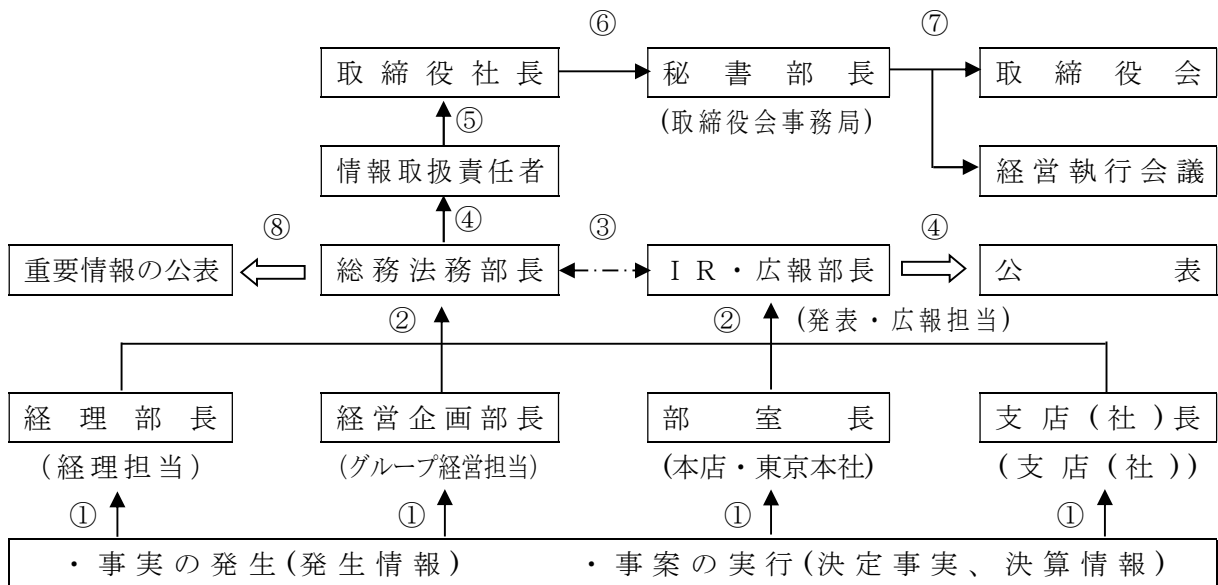 ⑥ ⑦
取締役社長 秘書部長 取締役会
(取締役会事務局)
⑤
情報取扱責任者 経営執行会議
⑧ ④ ③ ④
重要情報の公表 総務法務部長 ＩＲ・広報部長 公表
② ② (発表・広報担当)
経理部長 経営企画部長 部室長 支店(社)長
(経理担当) (グループ経営担当) (本店・東京本社) (支店(社))
① ① ① ①
・事実の発生(発生情報) ・事案の実行(決定事実、決算情報)